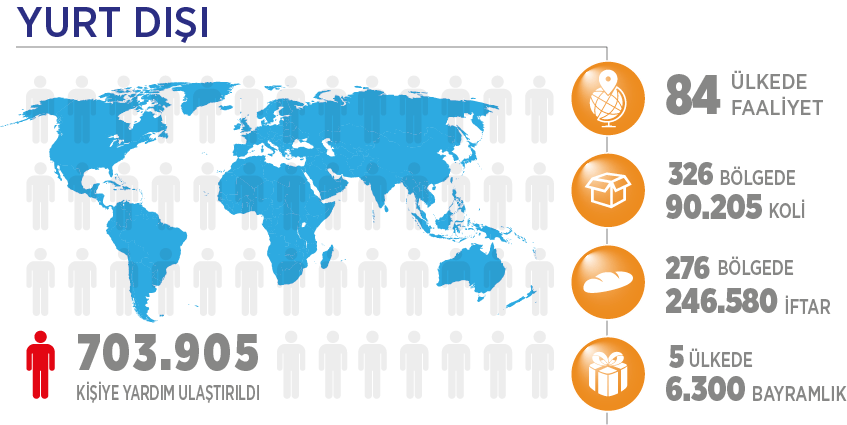 YURT DIŞI
84 ÜLKEDE
FAALİYET
326 BÖLGEDE
90.205 KOLİ
276 BÖLGEDE
246.580 İFTAR
5 ÜLKEDE
6.300 BAYRAMLIK
703.905
KİŞİYE YARDIM ULAŞTIRILDI